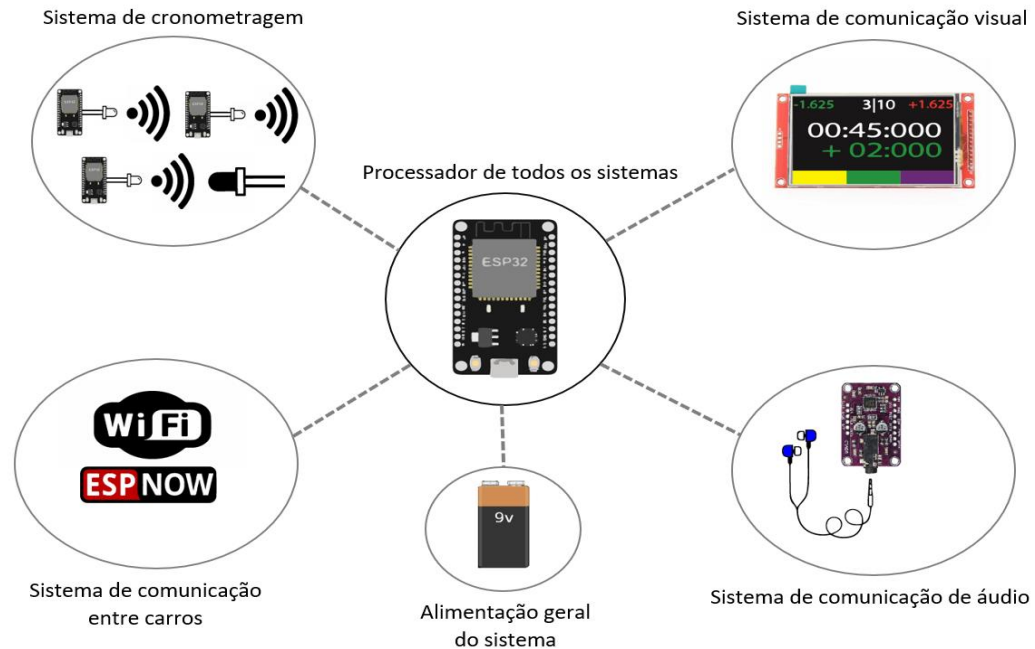 Sistema de cronometragem
Sistema de comunicação visual
-1.625 3|10 +1.625
00:45:000
+ 02:000
Processador de todos os sistemas
ESP32
WiFi
ESPNOW
9v
Sistema de comunicação
entre carros
Alimentação geral
do sistema
Sistema de comunicação de áudio